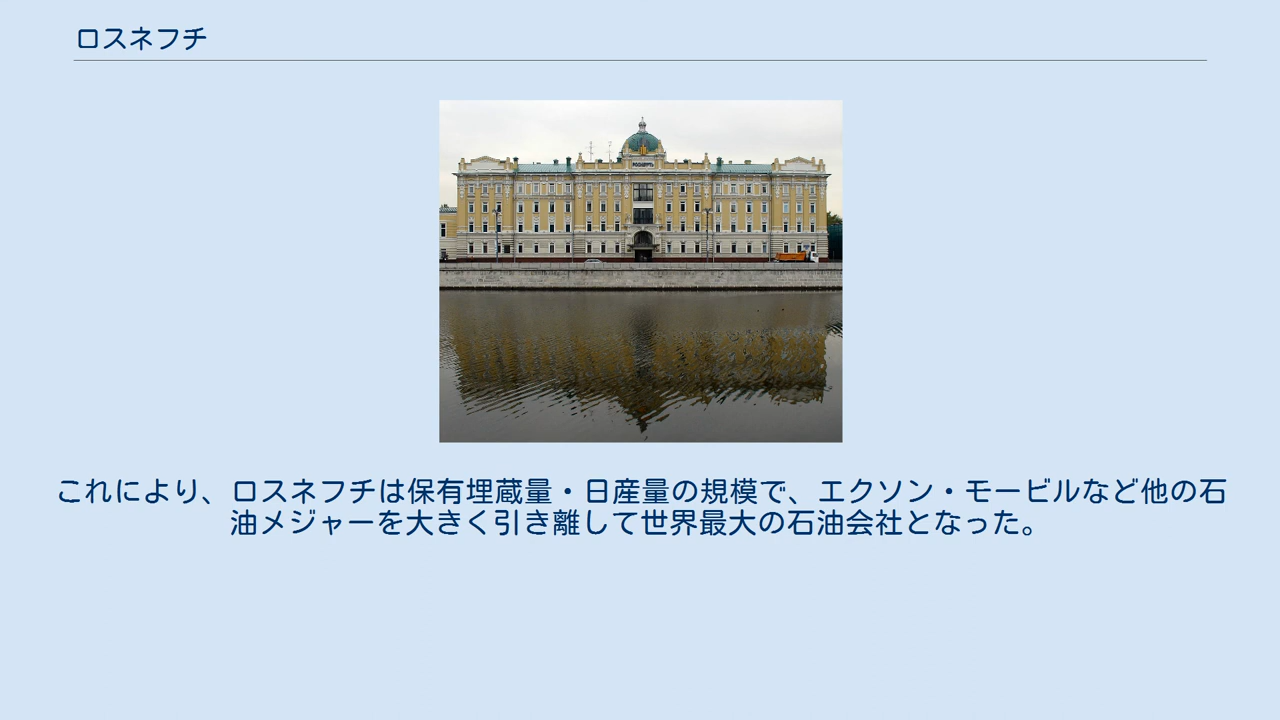 ロスネフチ
РОСНЕФТЬ
これにより、ロスネフチは保有埋蔵量・日産量の規模で、エクソン・モービルなど他の石
油メジャーを大きく引き離して世界最大の石油会社となった。